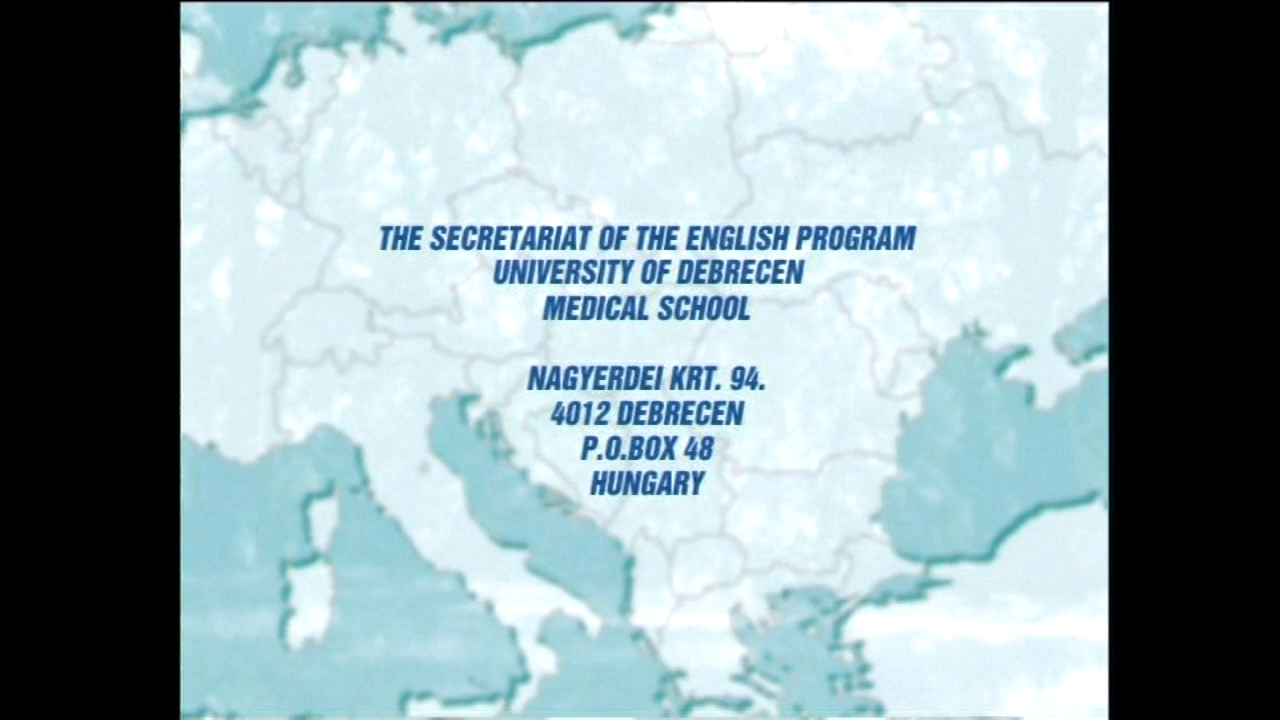 THE SECRETARIAT OF THE ENGLISH PROGRAM
UNIVERSITY OF DEBRECEN
MEDICAL SCHOOL
NAGYERDEI KRT. 94.
4012 DEBRECEN
P.O.BOX 48
HUNGARY